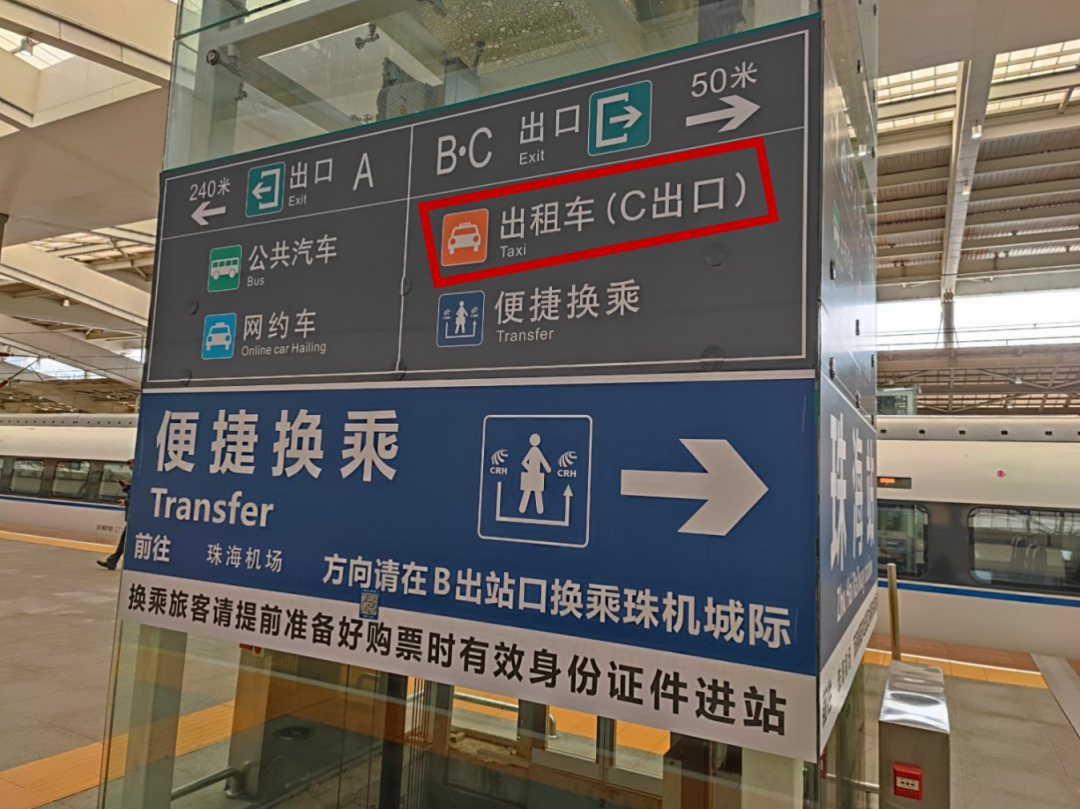 240米
出口
Exit
A
公共汽车
Bus
网约车
Online car Hailing
B·C
出口
Exit
50米
出租车(C出口)
Taxi
便捷换乘
Transfer
便捷换乘
Transfer
CRH
CRH
前往 珠海机场 方向请在B出站口换乘珠机城际
换乘旅客请提前准备好购票时有效身份证件进站
珠海